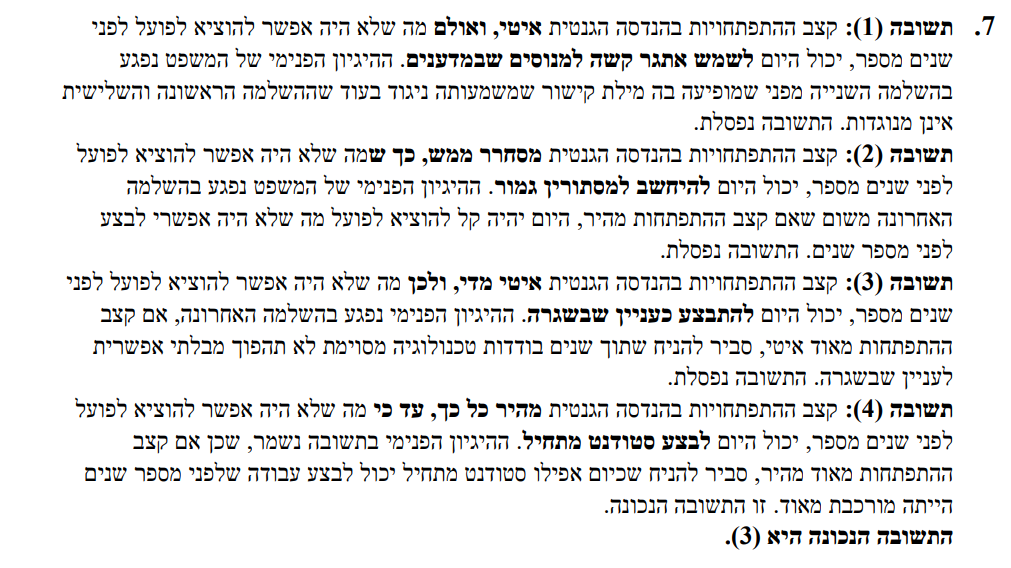 7. תשובה (1): קצב ההתפתחויות בהנדסה הגנטית איטי, ואולם מה שלא היה אפשר להוציא לפועל לפני
שנים מספר, יכול היום לשמש אתגר קשה למנוסים שבמדענים. ההיגיון הפנימי של המשפט נפגע
בהשלמה השנייה מפני שמופיעה בה מילת קישור שמשמעותה ניגוד בעוד שההשלמה הראשונה והשלישית
אינן מנוגדות. התשובה נפסלת.
תשובה (2): קצב ההתפתחויות בהנדסה הגנטית מסחרר ממש, כך שמה שלא היה אפשר להוציא לפועל
לפני שנים מספר, יכול היום להיחשב למסתורין גמור. ההיגיון הפנימי של המשפט נפגע בהשלמה
האחרונה משום שאם קצב ההתפתחות מהיר, היום יהיה קל להוציא לפועל מה שלא היה אפשרי לבצע
לפני מספר שנים. התשובה נפסלת.
תשובה (3): קצב ההתפתחויות בהנדסה הגנטית איטי מדי, ולכן מה שלא היה אפשר להוציא לפועל לפני
שנים מספר, יכול היום להתבצע כעניין שבשגרה. ההיגיון הפנימי נפגע בהשלמה האחרונה, אם קצב
ההתפתחות מאוד איטי, סביר להניח שתוך שנים בודדות טכנולוגיה מסוימת לא תהפוך מבלתי אפשרית
לעניין שבשגרה. התשובה נפסלת.
תשובה (4): קצב ההתפתחויות בהנדסה הגנטית מהיר כל כך, עד כי מה שלא היה אפשר להוציא לפועל
לפני שנים מספר, יכול היום לבצע סטודנט מתחיל. ההיגיון הפנימי בתשובה נשמר, שכן אם קצב
ההתפתחות מאוד מהיר, סביר להניח שכיום אפילו סטודנט מתחיל יכול לבצע עבודה שלפני מספר שנים
הייתה מורכבת מאוד. זו התשובה הנכונה.
התשובה הנכונה היא (3).